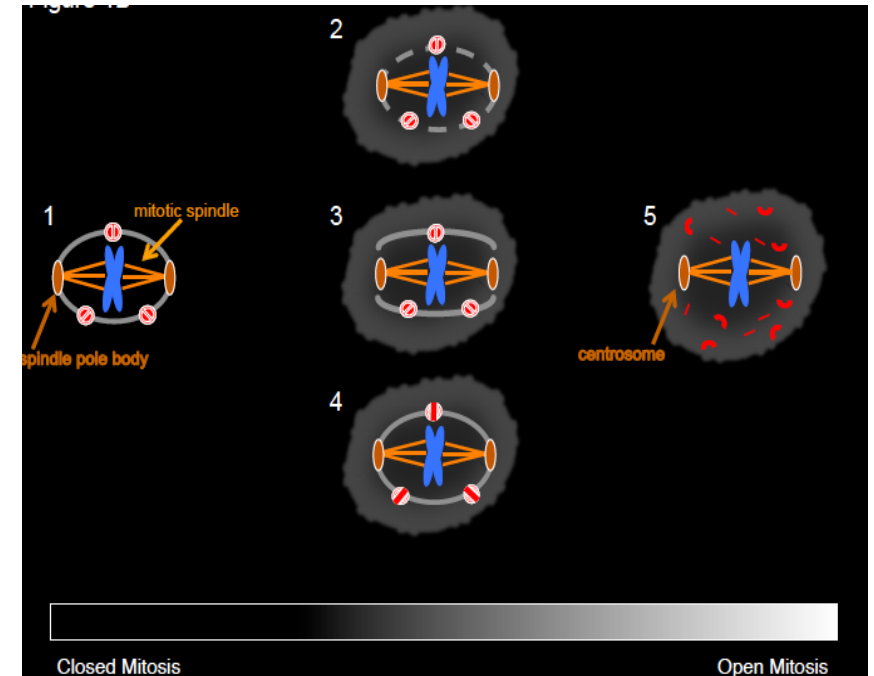 2
1
mitotic spindle
3
5
spindle pole body
centrosome
4
Closed Mitosis
Open Mitosis